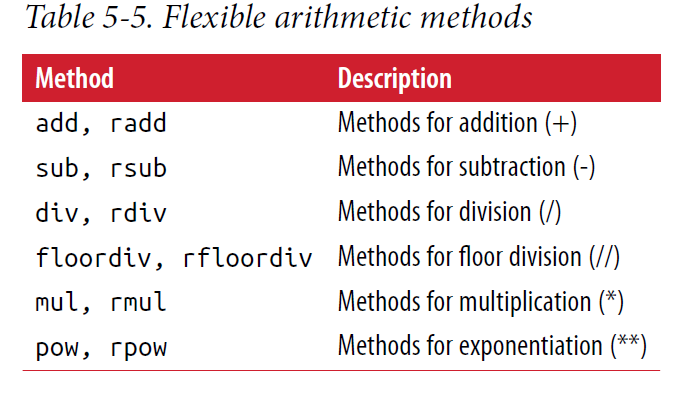 Table 5-5. Flexible arithmetic methods
Method Description
add, radd Methods for addition (+)
sub, rsub Methods for subtraction (-)
div, rdiv Methods for division (/)
floordiv, rfloordiv Methods for floor division (//)
mul, rmul Methods for multiplication (*)
pow, rpow Methods for exponentiation (**)